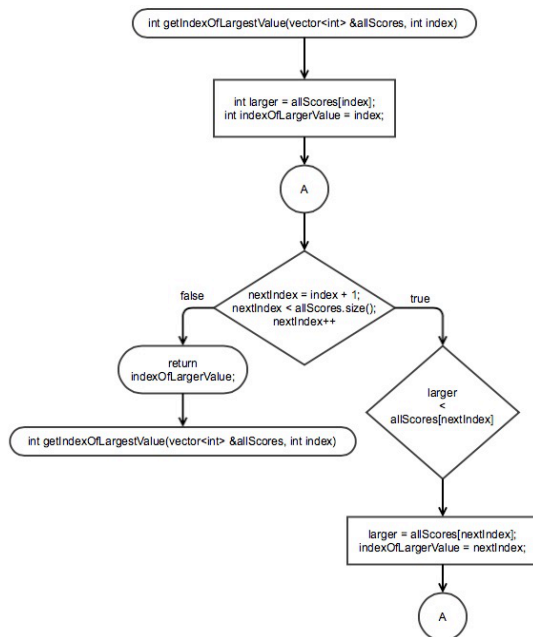 int getIndexOfLargestValue(vector<int> &allScores, int index)
int larger = allScores[index];
int indexOfLargerValue = index;
A
nextIndex = index + 1;
nextIndex < allScores.size();
nextIndex++
false
true
return
indexOfLargerValue;
int getIndexOfLargestValue(vector<int> &allScores, int index)
larger
<
allScores[nextIndex]
larger = allScores[nextIndex];
indexOfLargerValue = nextIndex;
A